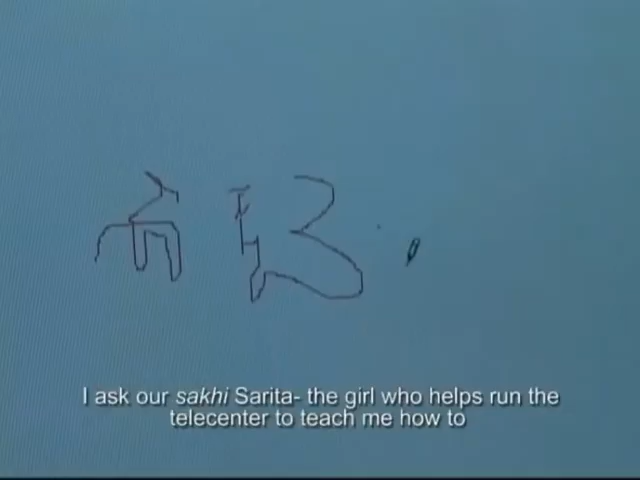 I ask our sakhi Sarita- the girl who helps run the
telecenter to teach me how to